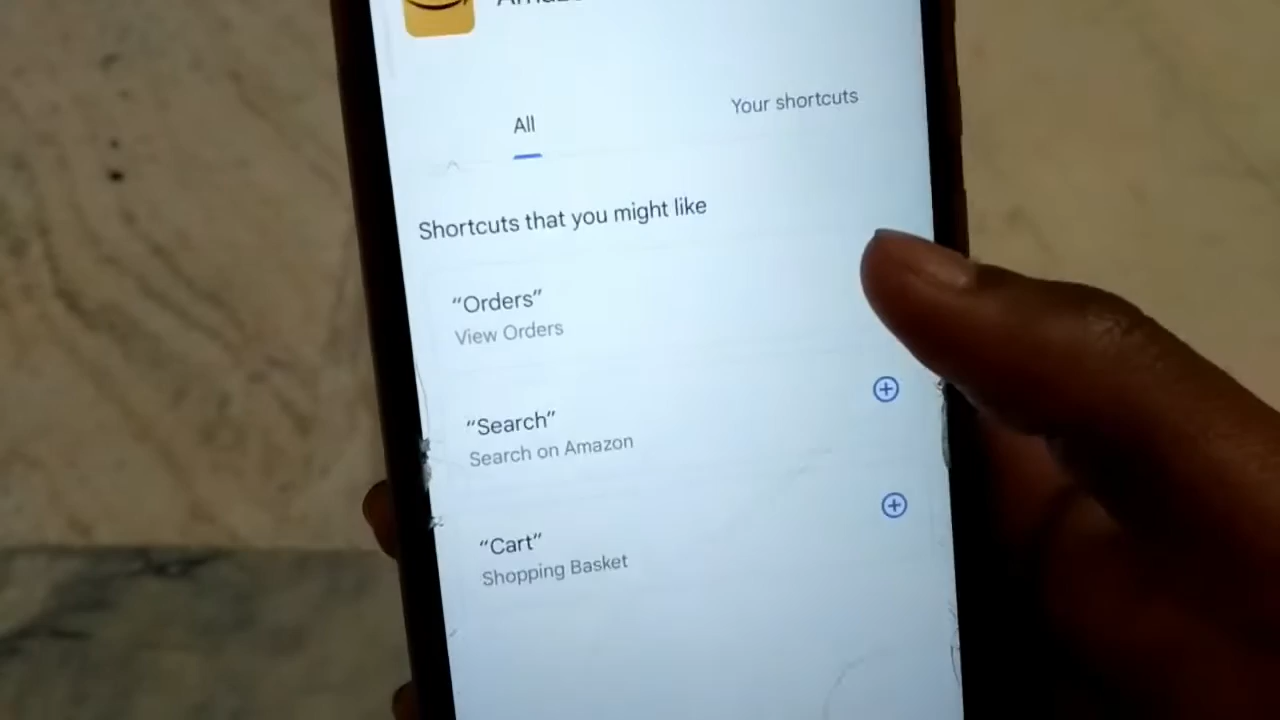 All
Your shortcuts
Shortcuts that you might like
“Orders”
View Orders
“Search”
Search on Amazon
“Cart”
Shopping Basket